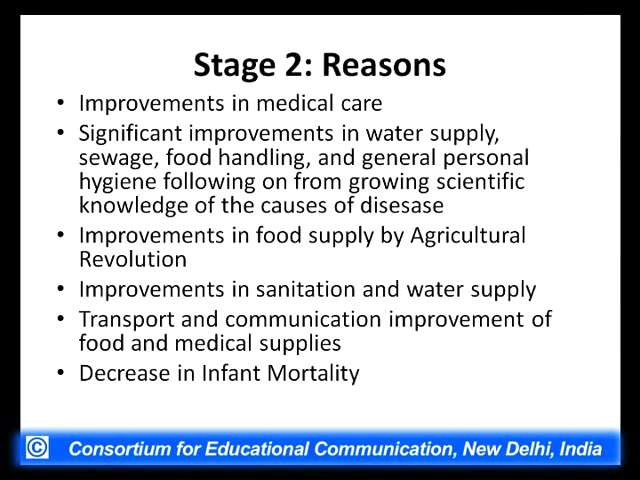 Stage 2: Reasons
• Improvements in medical care
• Significant improvements in water supply,
sewage, food handling, and general personal
hygiene following on from growing scientific
knowledge of the causes of disesase
• Improvements in food supply by Agricultural
Revolution
• Improvements in sanitation and water supply
• Transport and communication improvement of
food and medical supplies
• Decrease in Infant Mortality
© Consortium for Educational Communication, New Delhi, India